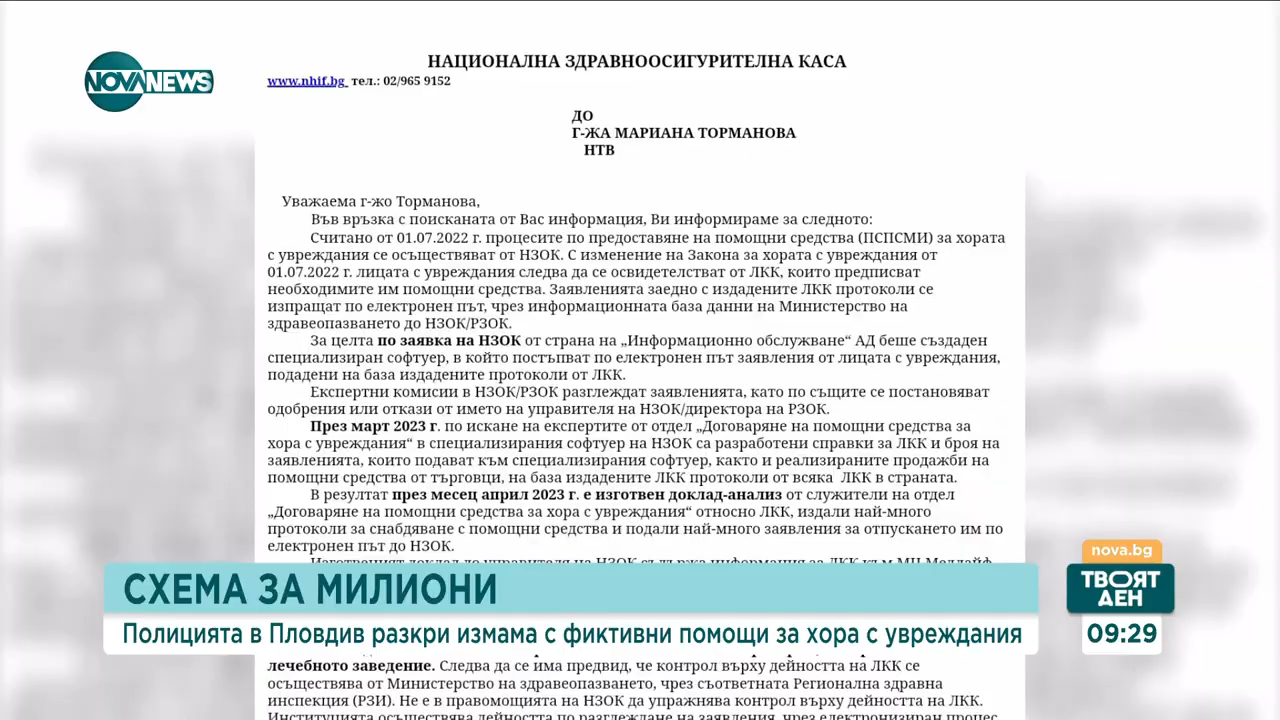 НАЦИОНАЛНА ЗДРАВНООСИГУРИТЕЛНА КАСА
NOVANEWS
www.nhif.bg тел.: 02/965 9152
ДО
Г-ЖА МАРИАНА ТОРМАНОВА
НТВ
Уважаема г-жо Торманова,
Във връзка с поисканата от Вас информация, Ви информираме за следното:
Считано от 01.07.2022 г. процесите по предоставяне на помощни средства (ПСПСМИ) за хората
с увреждания се осъществяват от НЗОК. С изменение на Закона за хората с увреждания от
01.07.2022 г. лицата с увреждания следва да се освидетелстват от ЛКК, които предписват
необходимите им помощни средства. Заявленията заедно с издадените ЛКК протоколи се
изпращат по електронен път, чрез информационната база данни на Министерство на
здравеопазването до НЗОК/РЗОК.
За целта по заявка на НЗОК от страна на „Информационно обслужване“ АД беше създаден
специализиран софтуер, в който постъпват по електронен път заявления от лицата с увреждания,
подадени на база издадените протоколи от ЛКК.
Експертни комисии в НЗОК/РЗОК разглеждат заявленията, като по същите се постановяват
одобрения или откази от името на управителя на НЗОК/директора на РЗОК.
През март 2023 г. по искане на експертите от отдел „Договаряне на помощни средства за
хора с увреждания“ в специализирания софтуер на НЗОК са разработени справки за ЛКК и броя на
заявленията, които подават към специализирания софтуер, както и реализираните продажби на
помощни средства от търговци, на база издадените ЛКК протоколи от всяка ЛКК в страната.
В резултат през месец април 2023 г. е изготвен доклад-анализ от служители на отдел
„Договаряне на помощни средства за хора с увреждания“ относно ЛКК, издали най-много
протоколи за снабдяване с помощни средства и подали най-много заявления за отпускането им по
електронен път до НЗОК.
nova.bg
ТВОЯТ
ДЕН
09:29
СХЕМА ЗА МИЛИОНИ
Полицията в Пловдив разкри измама с фиктивни помощи за хора с увреждания
лечебното заведение. Следва да се има предвид, че контрол върху дейността на ЛКК се
осъществява от Министерство на здравеопазването, чрез съответната Регионална здравна
инспекция (РЗИ). Не е в правомощията на НЗОК да упражнява контрол върху дейността на ЛКК.
Институцията осъществява дейността по разглеждане на заявления, чрез електронизиран процес